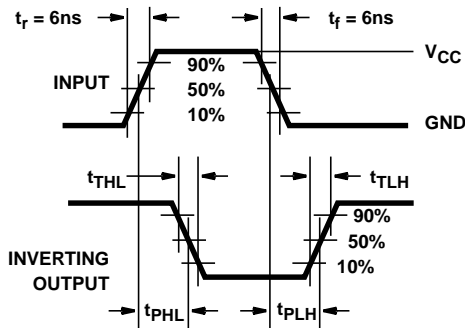 t_r = 6ns t_f = 6ns
V_CC
90%
INPUT 50%
10%
GND
t_THL t_TLH
90%
50%
INVERTING 10%
OUTPUT
t_PHL t_PLH